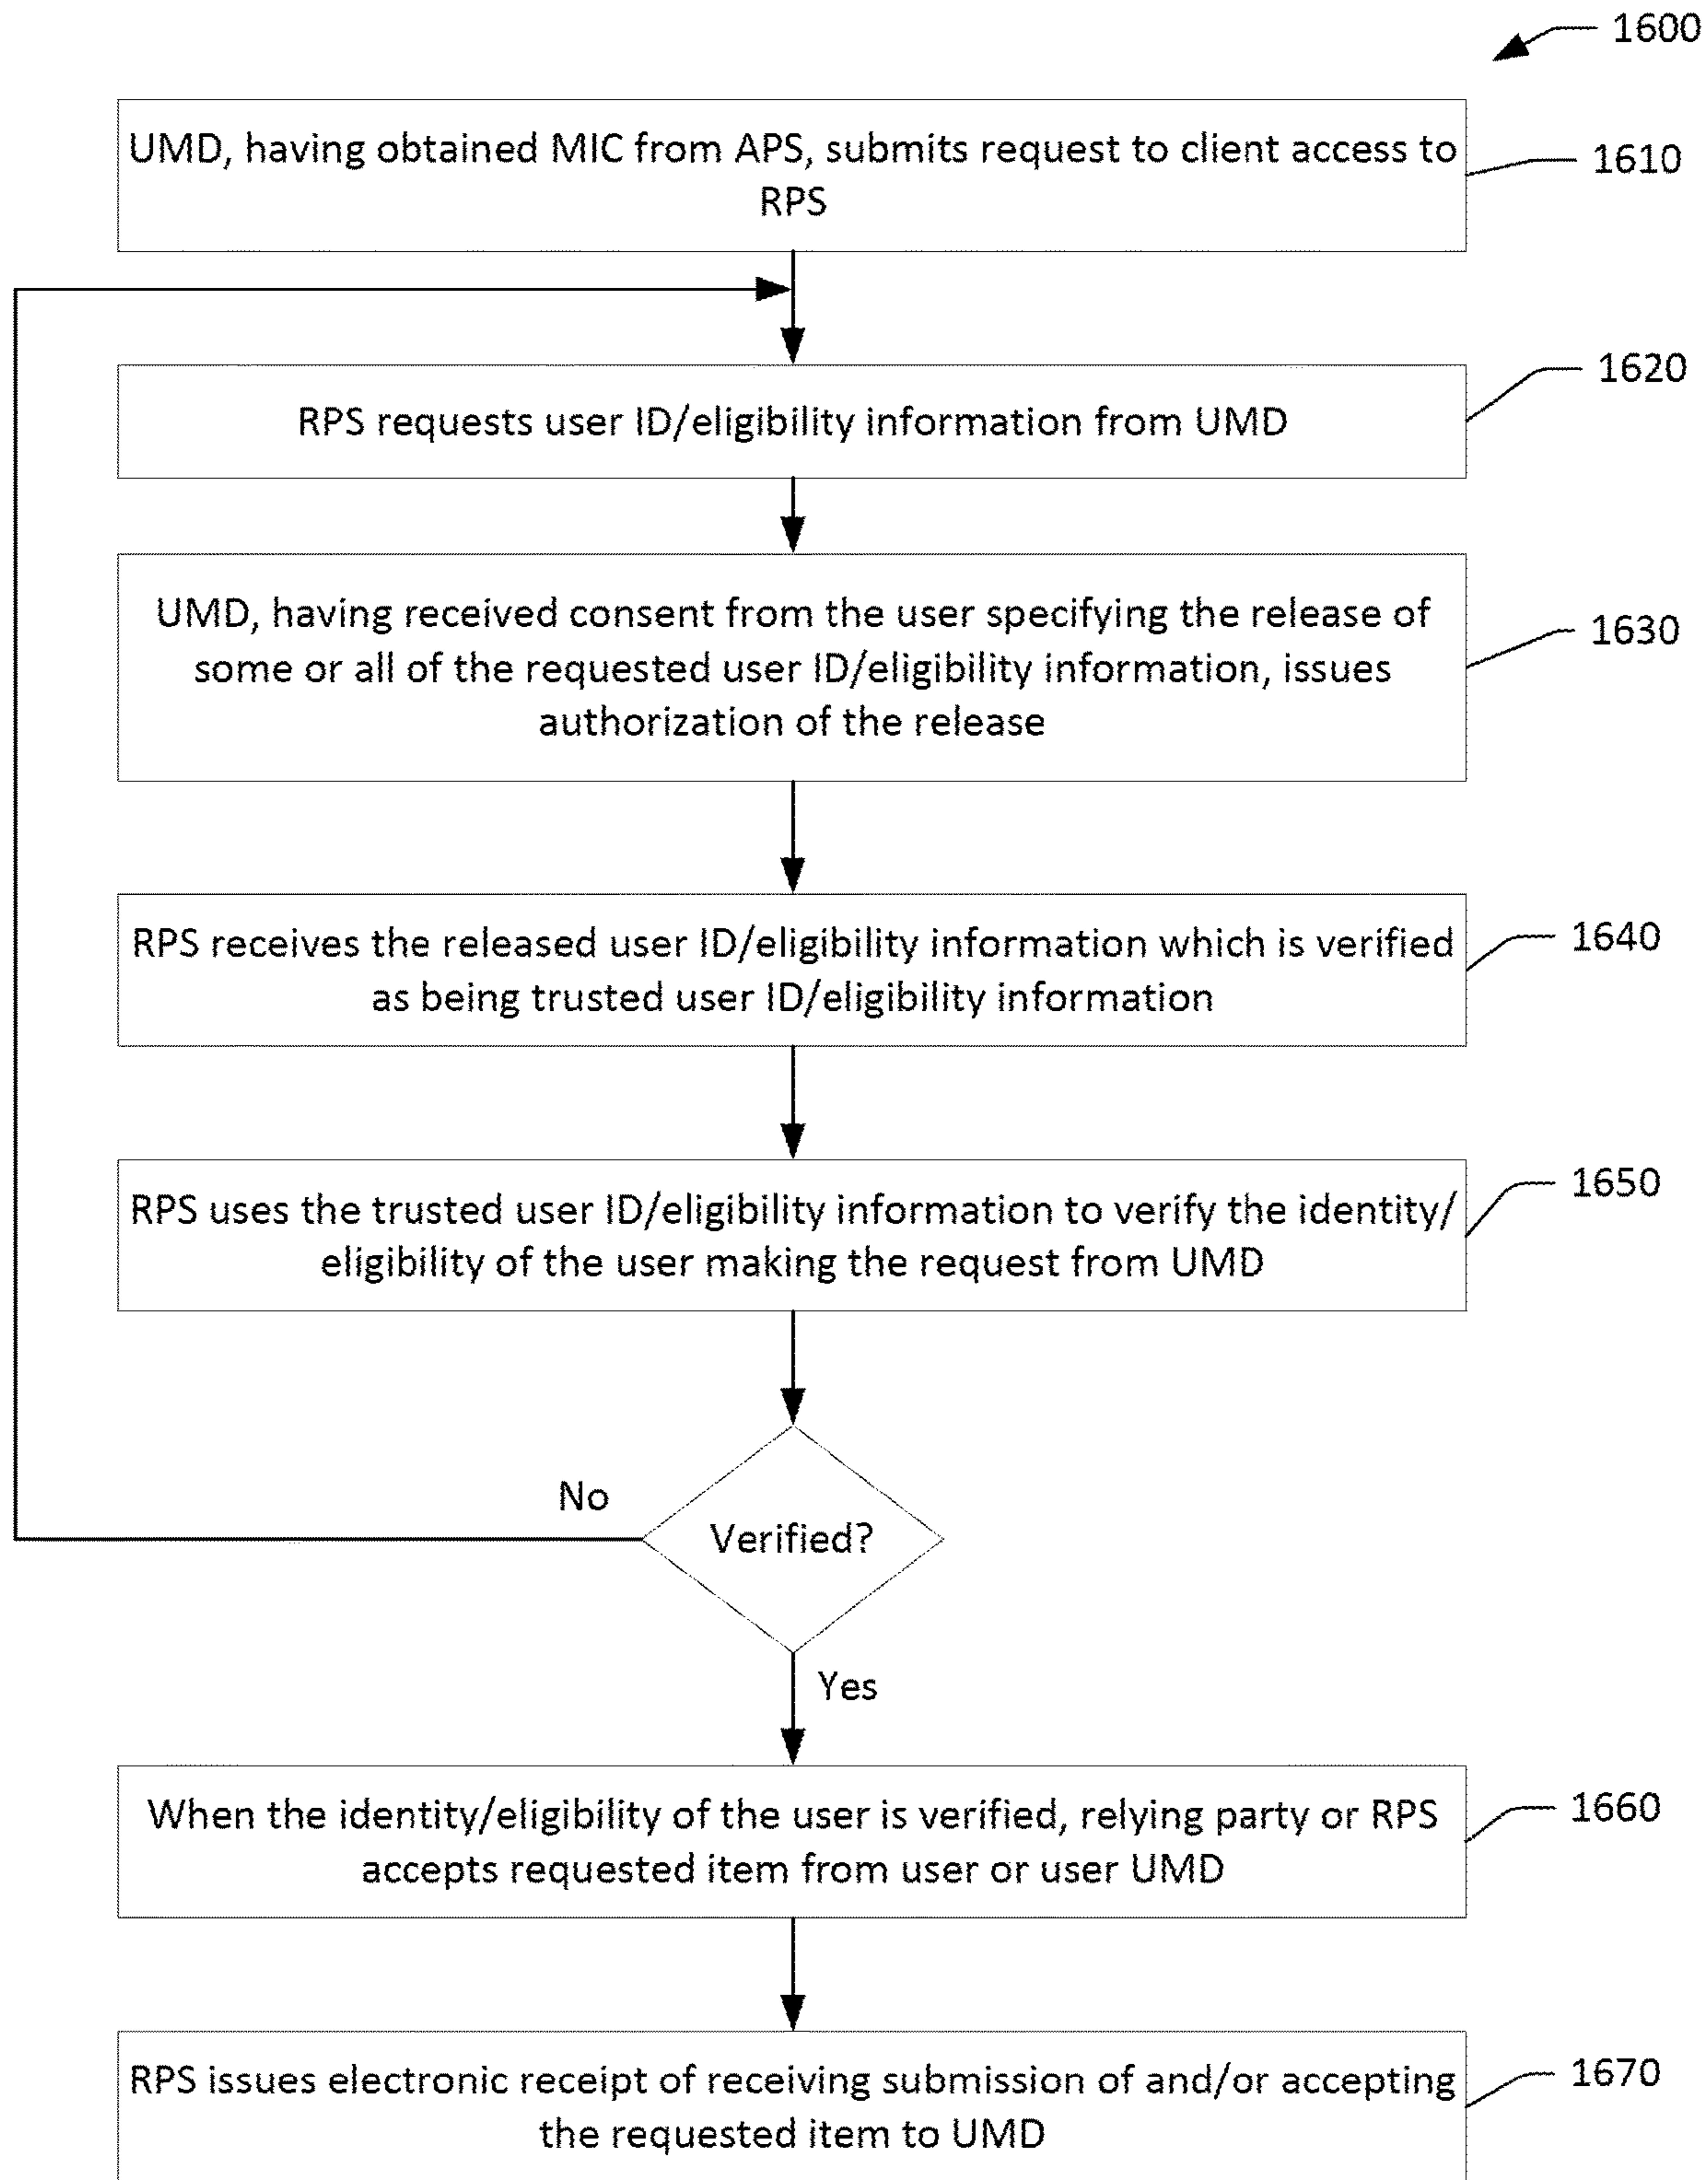 1600
UMD, having obtained MIC from APS, submits request to client access to
RPS
1610
RPS requests user ID/eligibility information from UMD
1620
UMD, having received consent from the user specifying the release of
some or all of the requested user ID/eligibility information, issues
authorization of the release
1630
RPS receives the released user ID/eligibility information which is verified
as being trusted user ID/eligibility information
1640
RPS uses the trusted user ID/eligibility information to verify the identity/
eligibility of the user making the request from UMD
1650
No
Verified?
Yes
When the identity/eligibility of the user is verified, relying party or RPS
accepts requested item from user or user UMD
1660
RPS issues electronic receipt of receiving submission of and/or accepting
the requested item to UMD
1670